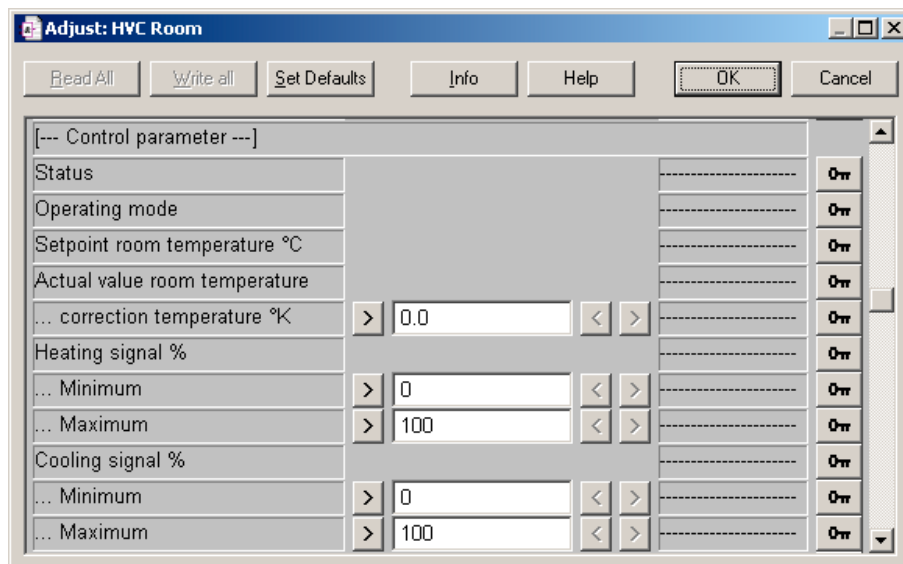 Adjust: HVC Room
Read All Write all Set Defaults Info Help OK Cancel
[--- Control parameter ---]
Status ----------------------
Operating mode ----------------------
Setpoint room temperature °C ----------------------
Actual value room temperature ----------------------
... correction temperature °K > 0.0 < > ----------------------
Heating signal % ----------------------
... Minimum > 0 < > ----------------------
... Maximum > 100 < > ----------------------
Cooling signal % ----------------------
... Minimum > 0 < > ----------------------
... Maximum > 100 < > ----------------------